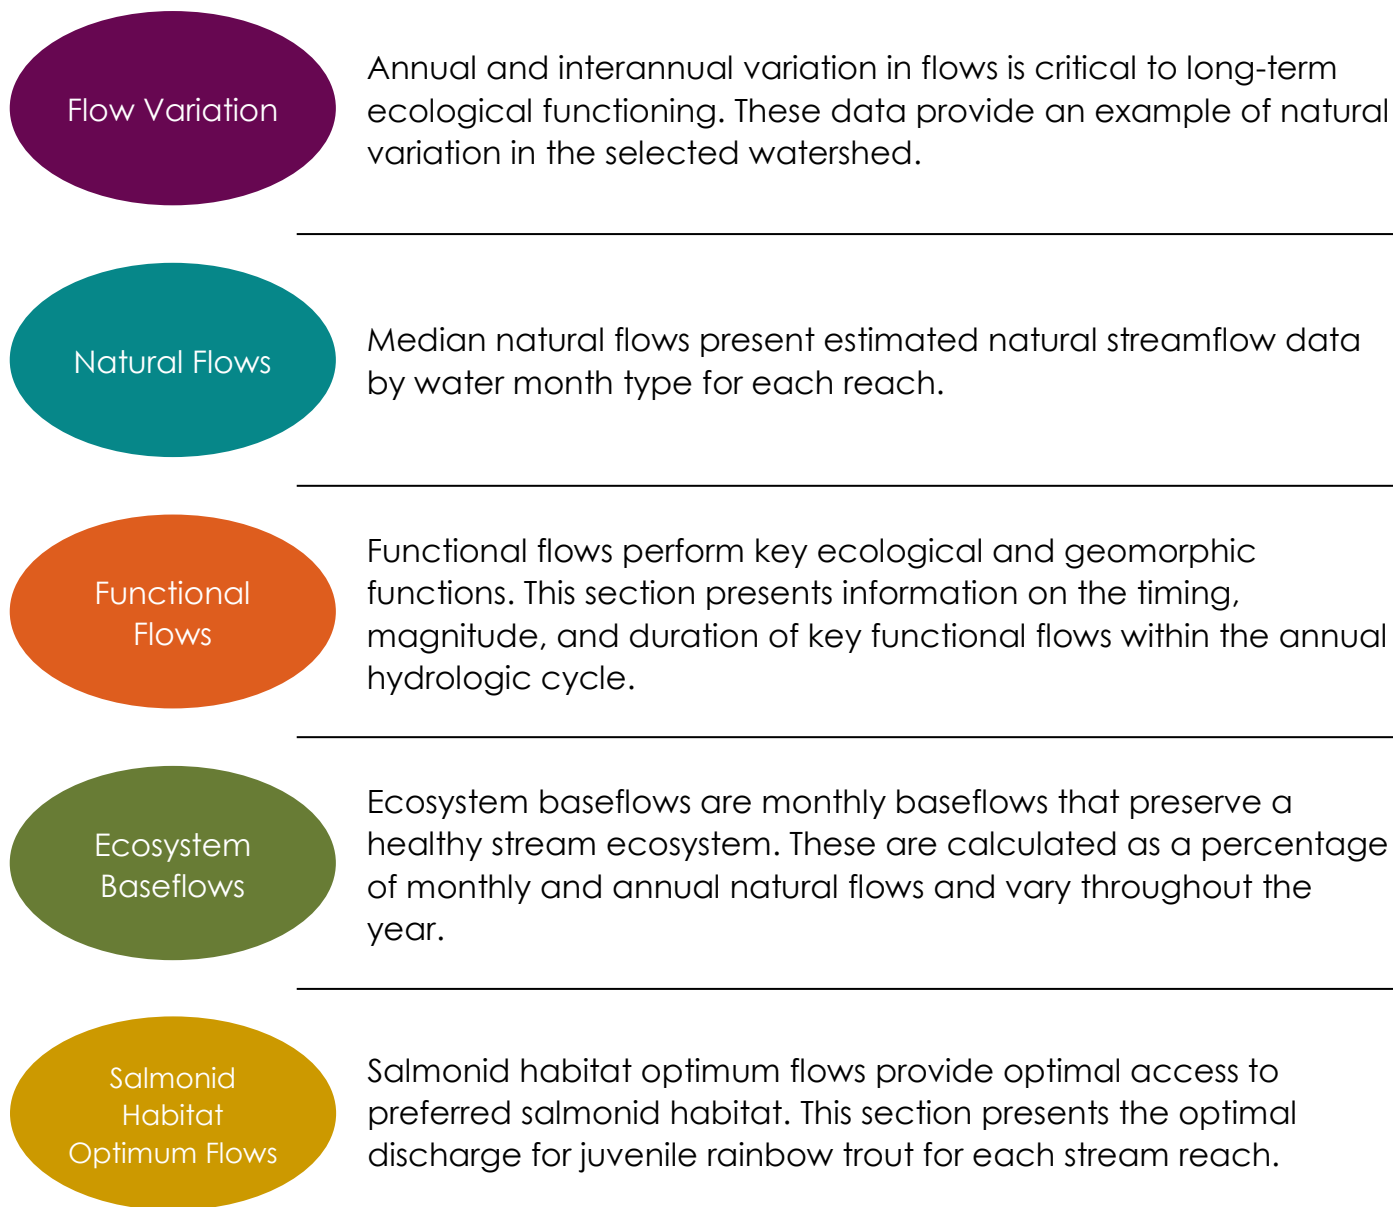 Flow Variation
Annual and interannual variation in flows is critical to long-term
ecological functioning. These data provide an example of natural
variation in the selected watershed.
Natural Flows
Median natural flows present estimated natural streamflow data
by water month type for each reach.
Functional
Flows
Functional flows perform key ecological and geomorphic
functions. This section presents information on the timing,
magnitude, and duration of key functional flows within the annual
hydrologic cycle.
Ecosystem
Baseflows
Ecosystem baseflows are monthly baseflows that preserve a
healthy stream ecosystem. These are calculated as a percentage
of monthly and annual natural flows and vary throughout the
year.
Salmonid
Habitat
Optimum Flows
Salmonid habitat optimum flows provide optimal access to
preferred salmonid habitat. This section presents the optimal
discharge for juvenile rainbow trout for each stream reach.